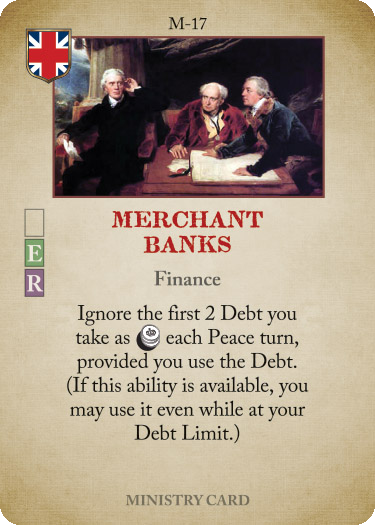 M-17
MERCHANT
BANKS
E
R
Finance
Ignore the first 2 Debt you
take as each Peace turn,
provided you use the Debt.
(If this ability is available, you
may use it even while at your
Debt Limit.)
MINISTRY CARD